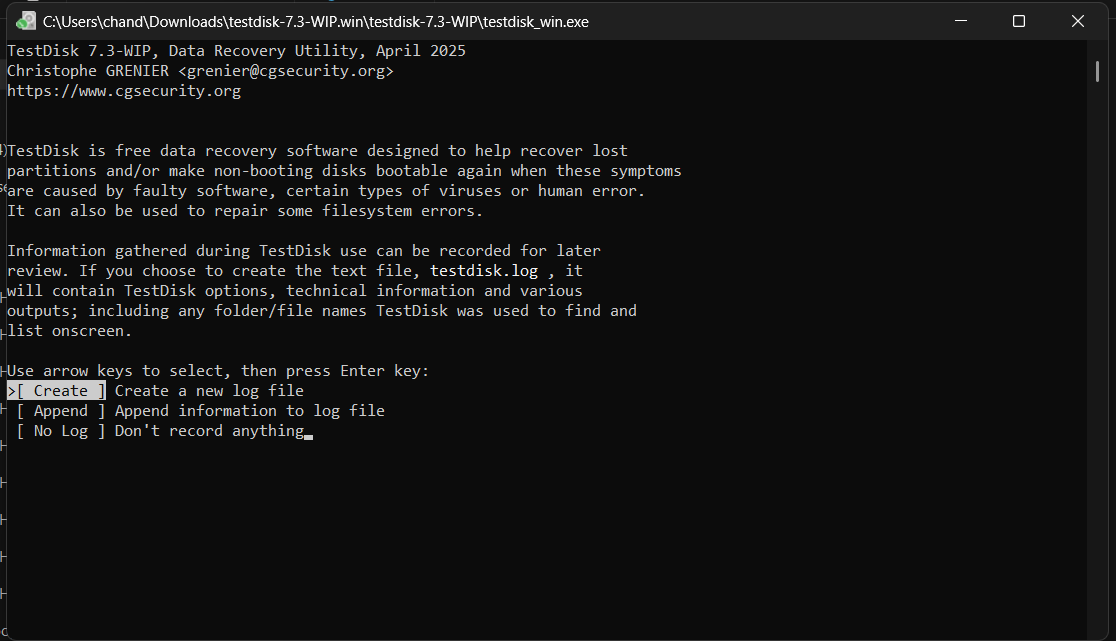 C:\Users\chand\Downloads\testdisk-7.3-WIP.win\testdisk-7.3-WIP\testdisk_win.exe
TestDisk 7.3-WIP, Data Recovery Utility, April 2025
Christophe GRENIER <grenier@cgsecurity.org>
https://www.cgsecurity.org
TestDisk is free data recovery software designed to help recover lost
partitions and/or make non-booting disks bootable again when these symptoms
are caused by faulty software, certain types of viruses or human error.
It can also be used to repair some filesystem errors.
Information gathered during TestDisk use can be recorded for later
review. If you choose to create the text file, testdisk.log , it
will contain TestDisk options, technical information and various
outputs; including any folder/file names TestDisk was used to find and
list onscreen.
Use arrow keys to select, then press Enter key:
>[ Create ] Create a new log file
[ Append ] Append information to log file
[ No Log ] Don't record anything